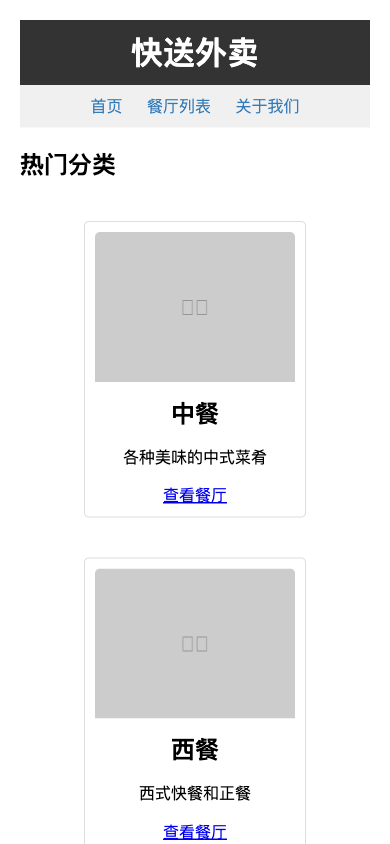 快送外卖
首页 餐厅列表 关于我们
热门分类
中餐
各种美味的中式菜肴
查看餐厅
西餐
西式快餐和正餐
查看餐厅